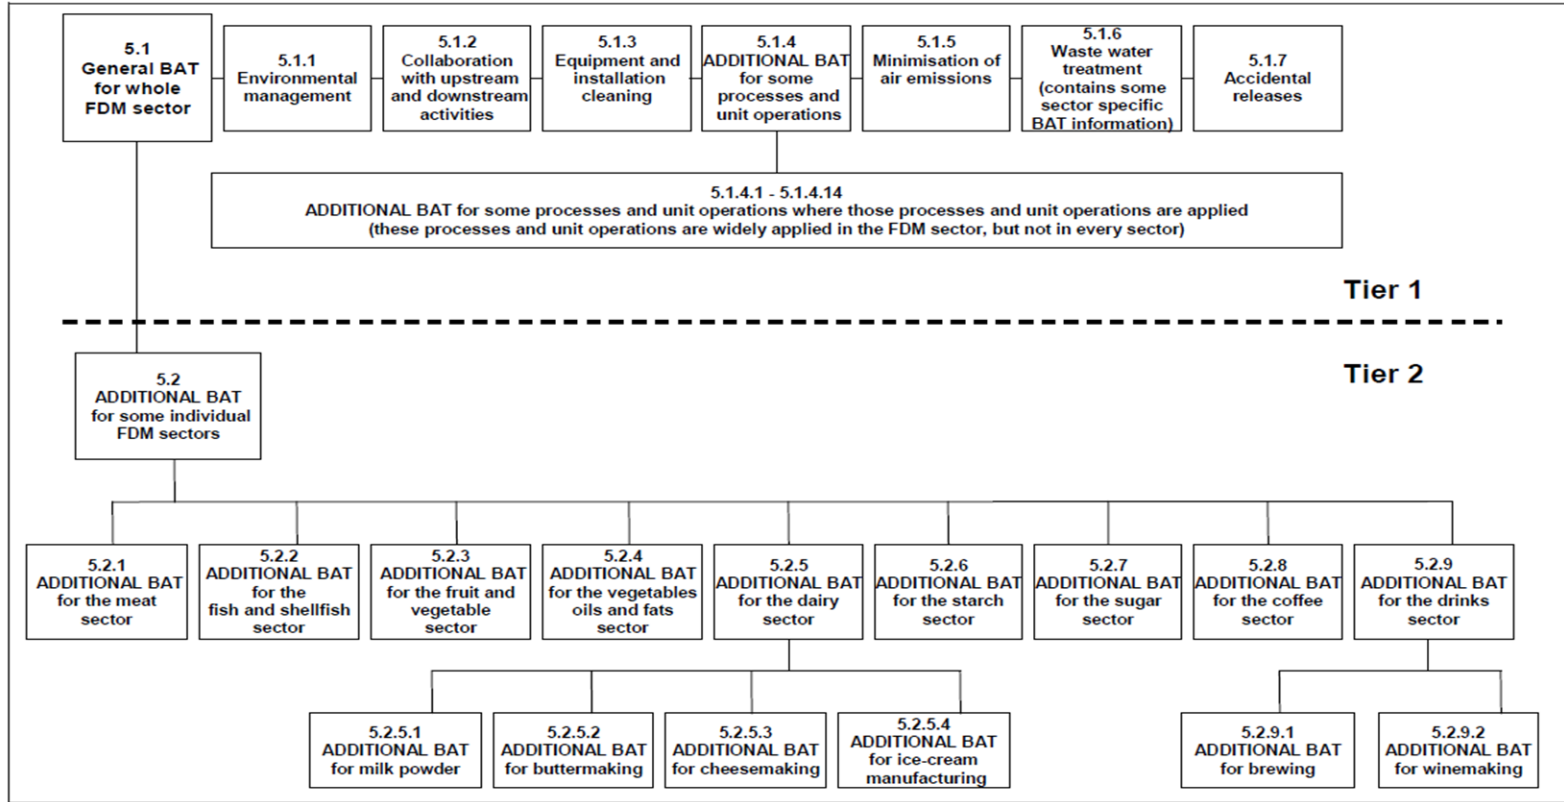 5.1
General BAT
for whole
FDM sector
5.1.1
Environmental
management
5.1.2
Collaboration
with upstream
and downstream
activities
5.1.3
Equipment and
installation
cleaning
5.1.4
ADDITIONAL BAT
for some
processes and
unit operations
5.1.5
Minimisation of
air emissions
5.1.6
Waste water
treatment
(contains some
sector specific
BAT information)
5.1.7
Accidental
releases
5.1.4.1 - 5.1.4.14
ADDITIONAL BAT for some processes and unit operations where those processes and unit operations are applied
(these processes and unit operations are widely applied in the FDM sector, but not in every sector)
Tier 1
Tier 2
5.2
ADDITIONAL BAT
for some individual
FDM sectors
5.2.1
ADDITIONAL BAT
for the meat
sector
5.2.2
ADDITIONAL BAT
for the
fish and shellfish
sector
5.2.3
ADDITIONAL BAT
for the fruit and
vegetable
sector
5.2.4
ADDITIONAL BAT
for the vegetables
oils and fats
sector
5.2.5
ADDITIONAL BAT
for the dairy
sector
5.2.6
ADDITIONAL BAT
for the starch
sector
5.2.7
ADDITIONAL BAT
for the sugar
sector
5.2.8
ADDITIONAL BAT
for the coffee
sector
5.2.9
ADDITIONAL BAT
for the drinks
sector
5.2.5.1
ADDITIONAL BAT
for milk powder
5.2.5.2
ADDITIONAL BAT
for buttermaking
5.2.5.3
ADDITIONAL BAT
for cheesemaking
5.2.5.4
ADDITIONAL BAT
for ice-cream
manufacturing
5.2.9.1
ADDITIONAL BAT
for brewing
5.2.9.2
ADDITIONAL BAT
for winemaking